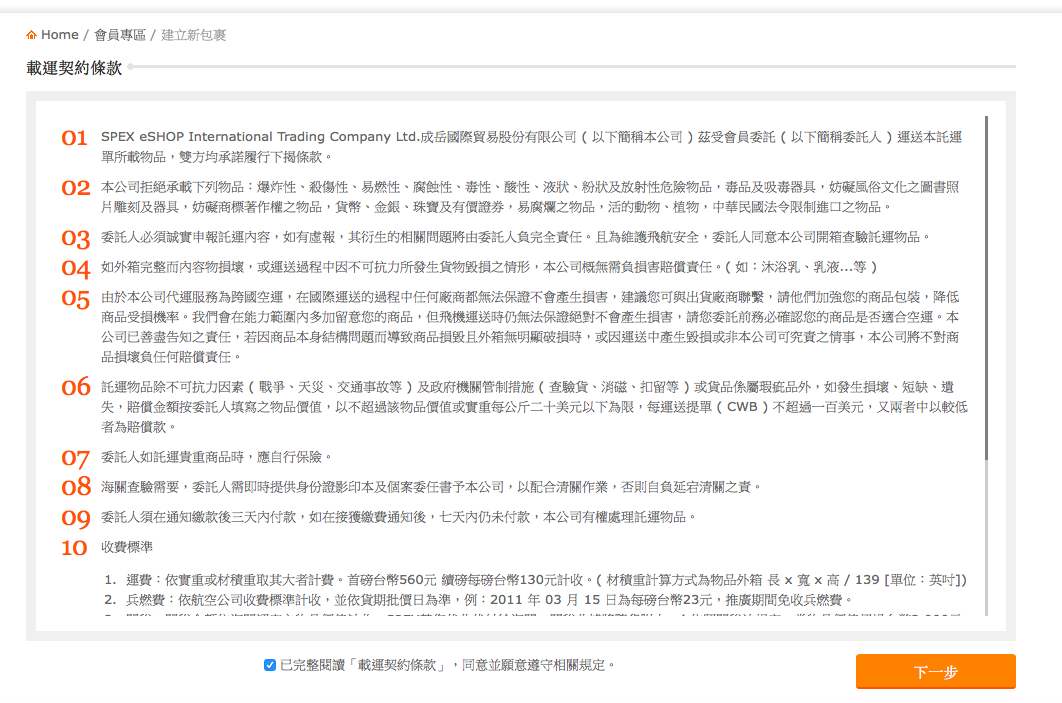 Home / 會員專區 / 建立新包裹
載運契約條款
01 SPEX eSHOP International Trading Company Ltd.成岳國際貿易股份有限公司 ( 以下簡稱本公司 ) 茲受會員委託 ( 以下簡稱委託人 ) 運送本託運
單所載物品，雙方均承諾履行下揭條款。
02 本公司拒絕承載下列物品：爆炸性、殺傷性、易燃性、腐蝕性、毒性、酸性、液狀、粉狀及放射性危險物品，毒品及吸毒器具，妨礙風俗文化之圖書照
片雕刻及器具，妨礙商標著作權之物品，貨幣、金銀、珠寶及有價證券，易腐爛之物品，活的動物、植物，中華民國法令限制進口之物品。
03 委託人必須誠實申報託運內容，如有虛報，其衍生的相關問題將由委託人負完全責任。且為維護飛航安全，委託人同意本公司開箱查驗託運物品。
04 如外箱完整而內容物損壞，或運送過程中因不可抗力所發生貨物毀損之情形，本公司概無需負損害賠償責任。( 如：沐浴乳、乳液...等 )
05 由於本公司代運服務為跨國空運，在國際運送的過程中任何廠商都無法保證不會產生損害，建議您可與出貨廠商聯繫，請他們加強您的商品包裝，降低
商品受損機率。我們會在能力範圍內多加留意您的商品，但飛機運送時仍無法保證絕對不會產生損害，請您委託前務必確認您的商品是否適合空運。本
公司已善盡告知之責任，若因商品本身結構問題而導致商品損毀且外箱無明顯破損時，或因運送中產生毀損或非本公司可究責之情事，本公司將不對商
品損壞負任何賠償責任。
06 託運物品除不可抗力因素 ( 戰爭、天災、交通事故等 ) 及政府機關管制措施 ( 查驗貨、消磁、扣留等 ) 或貨品係屬瑕疵品外，如發生損壞、短缺、遺
失，賠償金額按委託人填寫之物品價值，以不超過該物品價值或實重每公斤二十美元以下為限，每運送提單 ( CWB ) 不超過一百美元，又兩者中以較低
者為賠償款。
07 委託人如託運貴重商品時，應自行保險。
08 海關查驗需要，委託人需即時提供身份證影印本及個案委任書予本公司，以配合清關作業，否則自負延宕清關之責。
09 委託人須在通知繳款後三天內付款，如在接獲繳費通知後，七天內仍未付款，本公司有權處理託運物品。
10 收費標準
1. 運費：依實重或材積重取其大者計費。首磅台幣560元 續磅每磅台幣130元計收。( 材積重計算方式為物品外箱 長 x 寬 x 高 / 139 [單位：英吋])
2. 兵燃費：依航空公司收費標準計收，並依貨期批價日為準，例：2011 年 03 月 15 日為每磅台幣23元，推廣期間免收兵燃費。
已完整閱讀「載運契約條款」，同意並願意遵守相關規定。
下一步